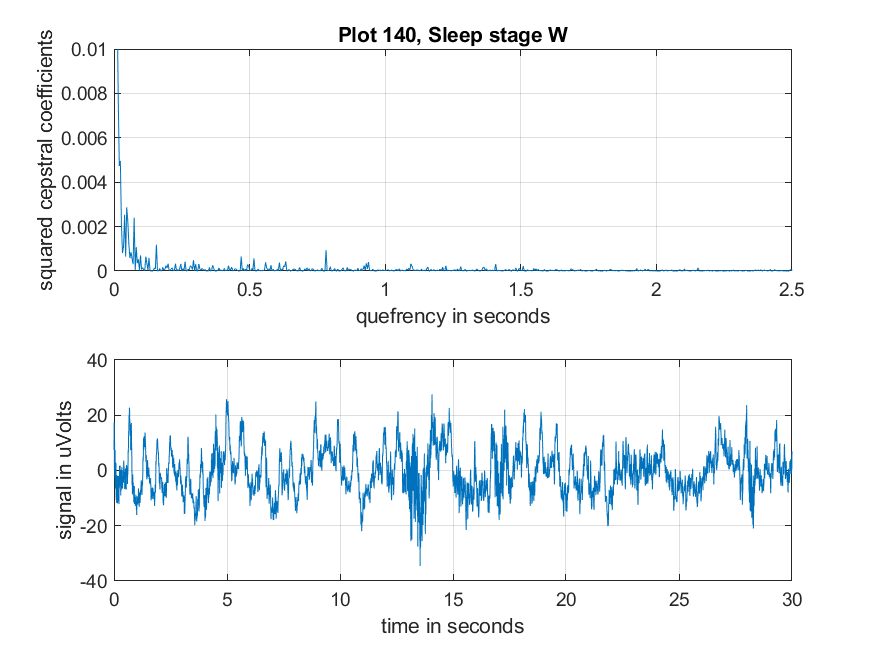 Plot 140, Sleep stage W
squared cepstral coefficients
0.01
0.008
0.006
0.004
0.002
0
0 0.5 1 1.5 2 2.5
quefrency in seconds
signal in uVolts
40
20
0
-20
-40
0 5 10 15 20 25 30
time in seconds